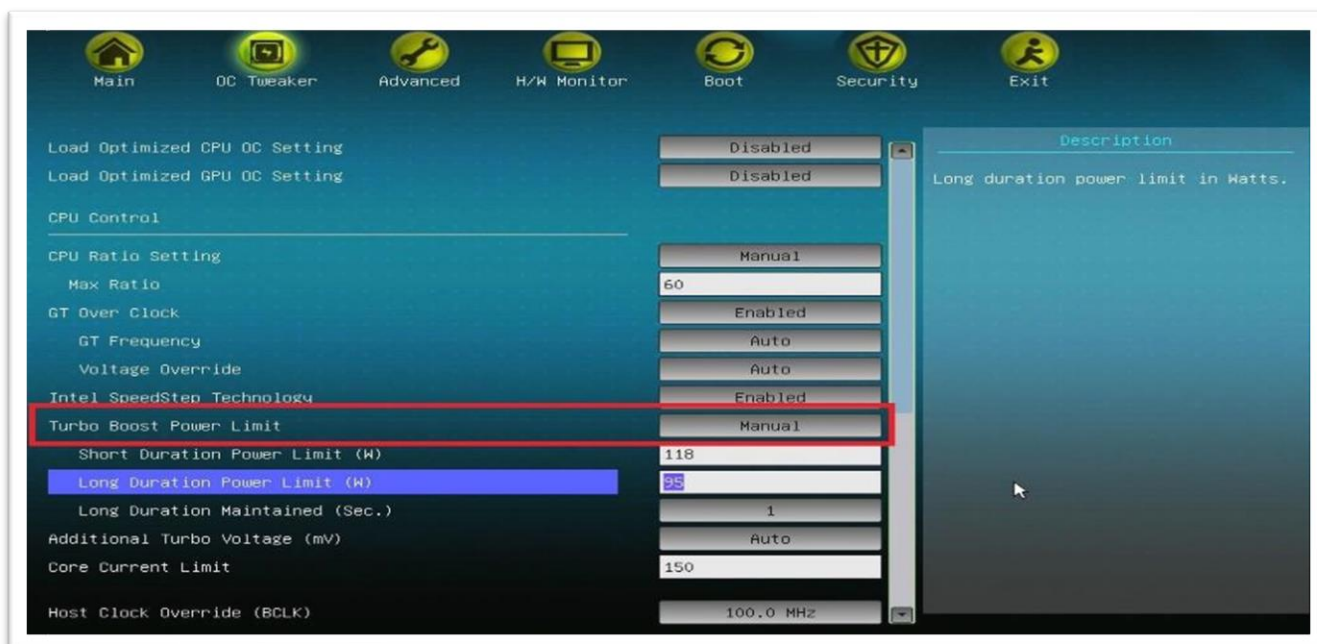 Main OC Tweaker Advanced H/W Monitor Boot Security Exit
Description
Long duration power limit in Watts.
Load Optimized CPU OC Setting Disabled
Load Optimized GPU OC Setting Disabled
CPU Control
CPU Ratio Setting Manual
Max Ratio 60
GT Over Clock Enabled
GT Frequency Auto
Voltage Override Auto
Intel SpeedStep Technology Enabled
Turbo Boost Power Limit Manual
Short Duration Power Limit (W) 118
Long Duration Power Limit (W) 95
Long Duration Maintained (Sec.) 1
Additional Turbo Voltage (mV) Auto
Core Current Limit 150
Host Clock Override (BCLK) 100.0 MHz